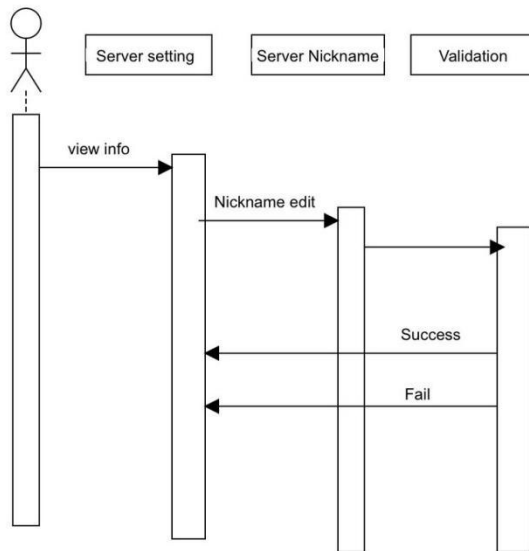 Server setting
Server Nickname
Validation
view info
Nickname edit
Success
Fail